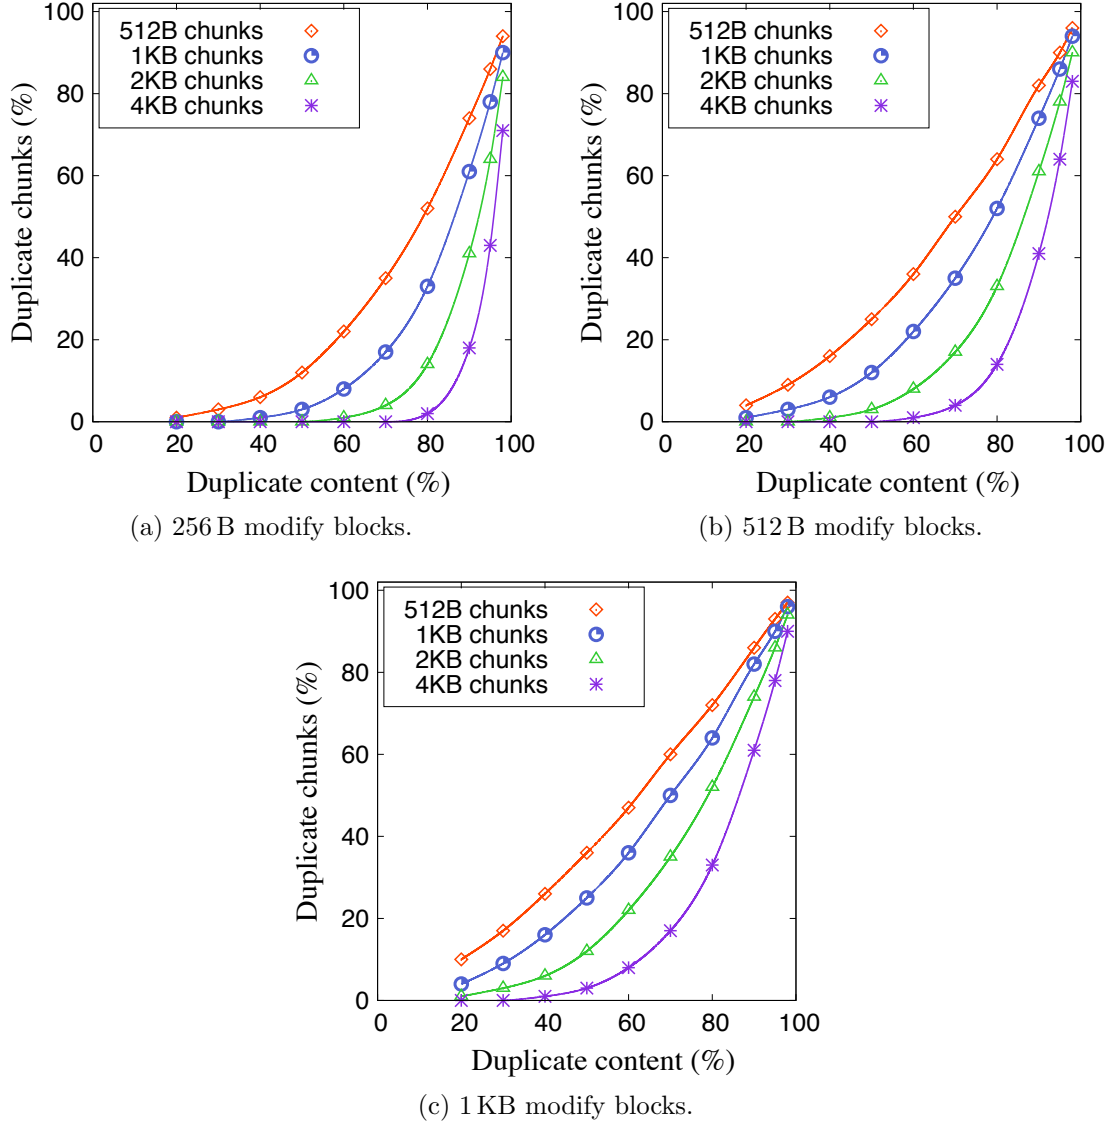 512B chunks
1KB chunks
2KB chunks
4KB chunks
100
80
60
40
20
0
0 20 40 60 80 100
Duplicate chunks (%)
Duplicate content (%)
(a) 256 B modify blocks.
512B chunks
1KB chunks
2KB chunks
4KB chunks
100
80
60
40
20
0
0 20 40 60 80 100
Duplicate chunks (%)
Duplicate content (%)
(b) 512 B modify blocks.
512B chunks
1KB chunks
2KB chunks
4KB chunks
100
80
60
40
20
0
0 20 40 60 80 100
Duplicate chunks (%)
Duplicate content (%)
(c) 1 KB modify blocks.